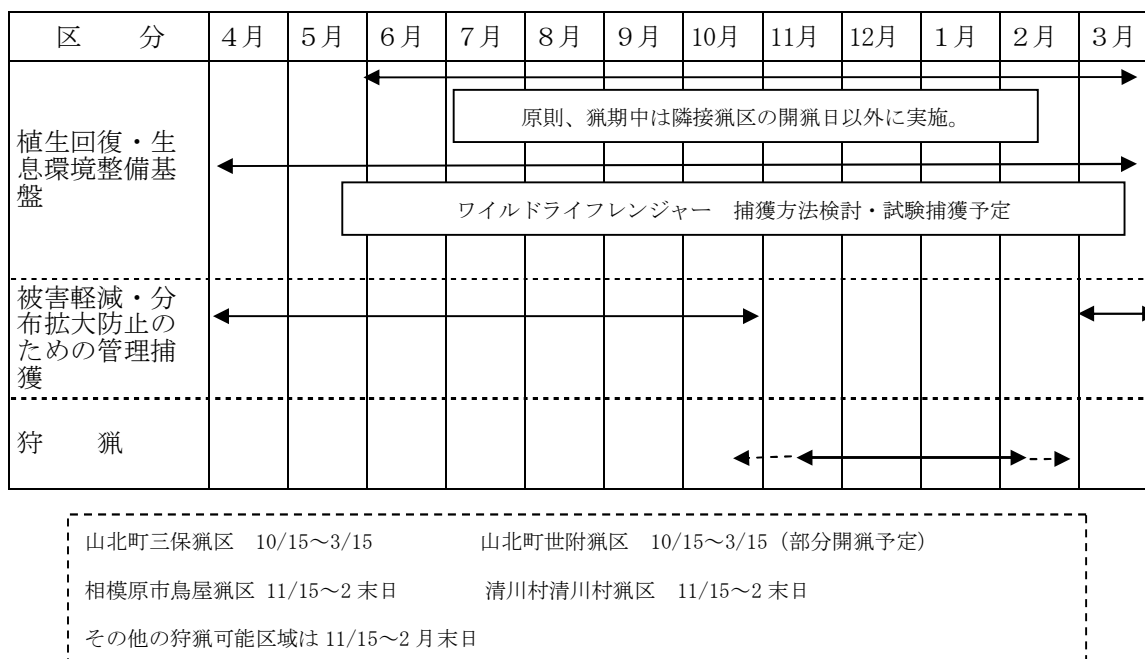 区 分 4月 5月 6月 7月 8月 9月 10月 11月 12月 1月 2月 3月
原則、猟期中は隣接猟区の開猟日以外に実施。
植生回復・生
息環境整備基
盤
ワイルドライフレンジャー 捕獲方法検討・試験捕獲予定
被害軽減・分
布拡大防止の
ための管理捕
獲
狩 猟
山北町三保猟区 10/15~3/15 山北町世附猟区 10/15~3/15（部分開猟予定）
相模原市鳥屋猟区 11/15~2 末日 清川村清川村猟区 11/15~2 末日
その他の狩猟可能区域は 11/15~2 月末日